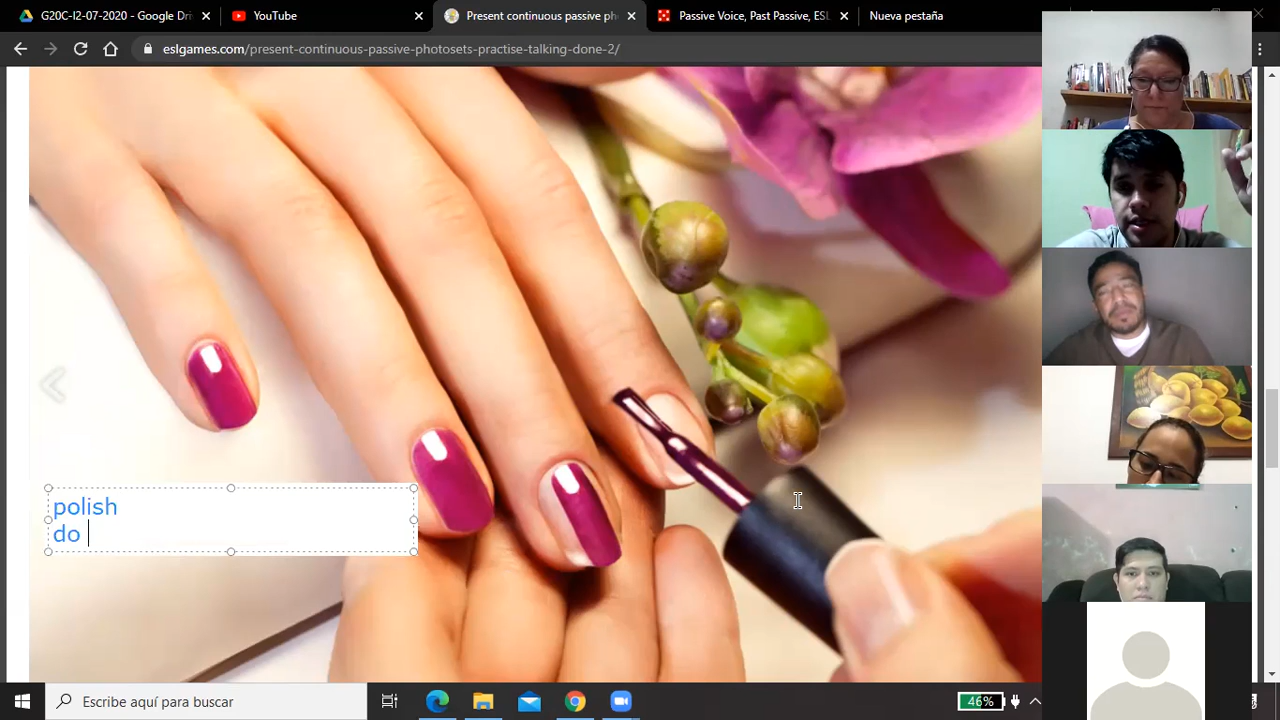 G20C-I2-07-2020 - Google Dri
YouTube
Present continuous passive ph
Passive Voice, Past Passive, ESL
Nueva pestaña
eslgames.com/present-continuous-passive-photosets-practise-talking-done-2/
polish
do
Escribe aquí para buscar
46%